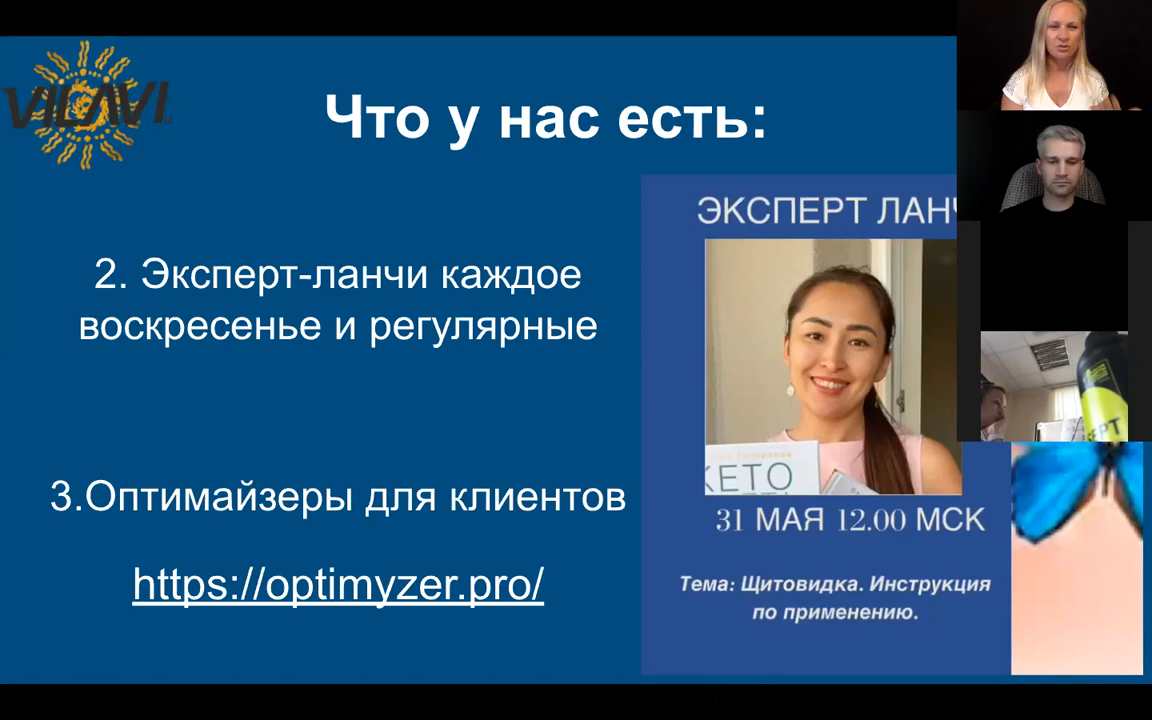 VILAVI
Что у нас есть:
ЭКСПЕРТ ЛАНЧ
2. Эксперт-ланчи каждое
воскресенье и регулярные
КЕТО
3.Оптимайзеры для клиентов
31 МАЯ 12.00 МСК
https://optimyzer.pro/
Тема: Щитовидка. Инструкция
по применению.